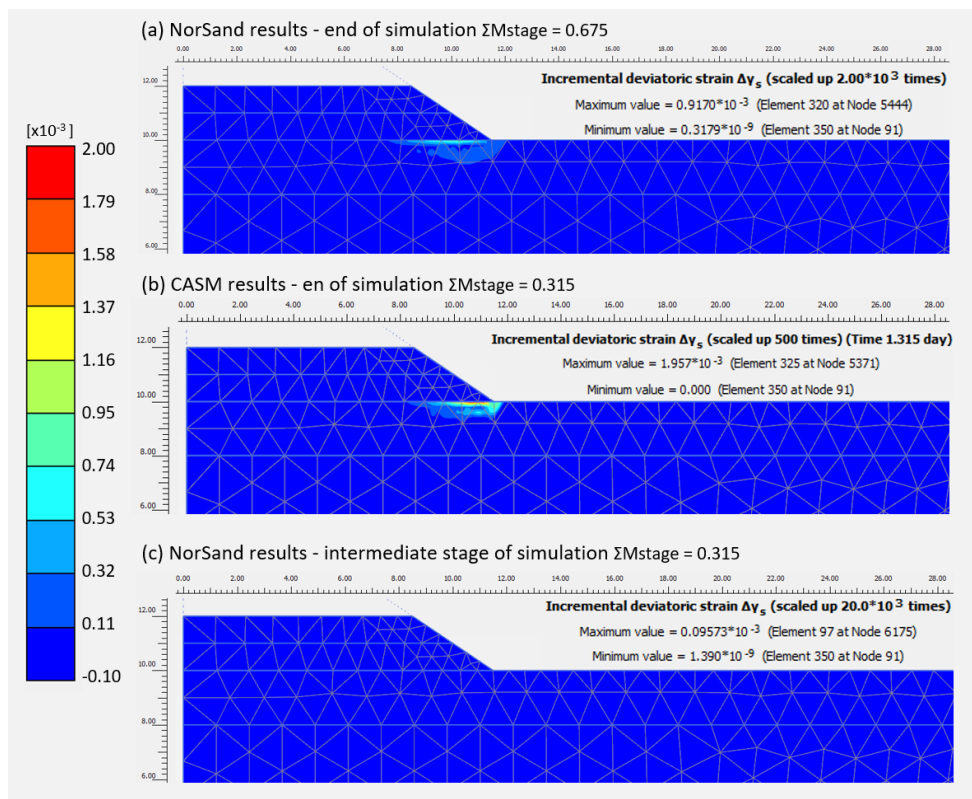 (a) NorSand results - end of simulation ΣMstage = 0.675
0.00 2.00 4.00 6.00 8.00 10.00 12.00 14.00 16.00 18.00 20.00 22.00 24.00 26.00 28.00
12.00
10.00
8.00
6.00
Incremental deviatoric strain Δγs (scaled up 2.00*10 3 times)
Maximum value = 0.9170*10 -3 (Element 320 at Node 5444)
Minimum value = 0.3179*10 -9 (Element 350 at Node 91)
[x10-3 ]
2.00
1.79
1.58
1.37
1.16
0.95
0.74
0.53
0.32
0.11
-0.10
(b) CASM results - en of simulation ΣMstage = 0.315
0.00 2.00 4.00 6.00 8.00 10.00 12.00 14.00 16.00 18.00 20.00 22.00 24.00 26.00 28.00
12.00
10.00
8.00
6.00
Incremental deviatoric strain Δγs (scaled up 500 times) (Time 1.315 day)
Maximum value = 1.957*10 -3 (Element 325 at Node 5371)
Minimum value = 0.000 (Element 350 at Node 91)
(c) NorSand results - intermediate stage of simulation ΣMstage = 0.315
0.00 2.00 4.00 6.00 8.00 10.00 12.00 14.00 16.00 18.00 20.00 22.00 24.00 26.00 28.00
12.00
10.00
8.00
6.00
Incremental deviatoric strain Δγs (scaled up 20.0*10 3 times)
Maximum value = 0.09573*10 -3 (Element 97 at Node 6175)
Minimum value = 1.390*10 -9 (Element 350 at Node 91)